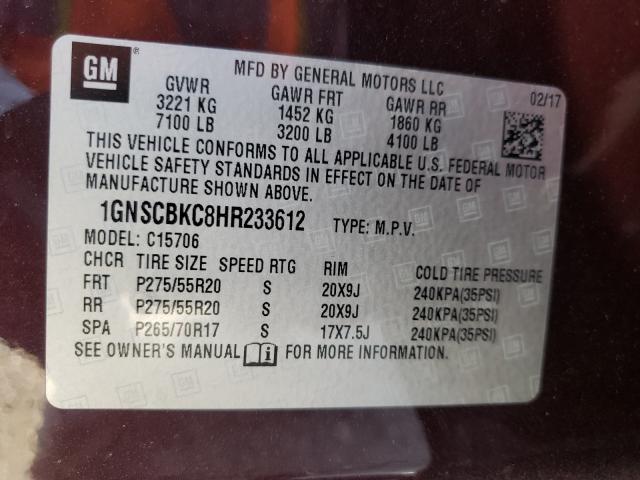 GM®
MFD BY GENERAL MOTORS LLC
02/17
GVWR GAWR FRT GAWR RR
3221 KG 1452 KG 1860 KG
7100 LB 3200 LB 4100 LB
THIS VEHICLE CONFORMS TO ALL APPLICABLE U.S. FEDERAL MOTOR
VEHICLE SAFETY STANDARDS IN EFFECT ON THE DATE OF
MANUFACTURE SHOWN ABOVE.
1GNSCBKC8HR233612 TYPE: M.P.V.
MODEL: C15706
CHCR TIRE SIZE SPEED RTG RIM COLD TIRE PRESSURE
FRT P275/55R20 S 20X9J 240KPA(35PSI)
RR P275/55R20 S 20X9J 240KPA(35PSI)
SPA P265/70R17 S 17X7.5J 240KPA(35PSI)
SEE OWNER'S MANUAL FOR MORE INFORMATION.